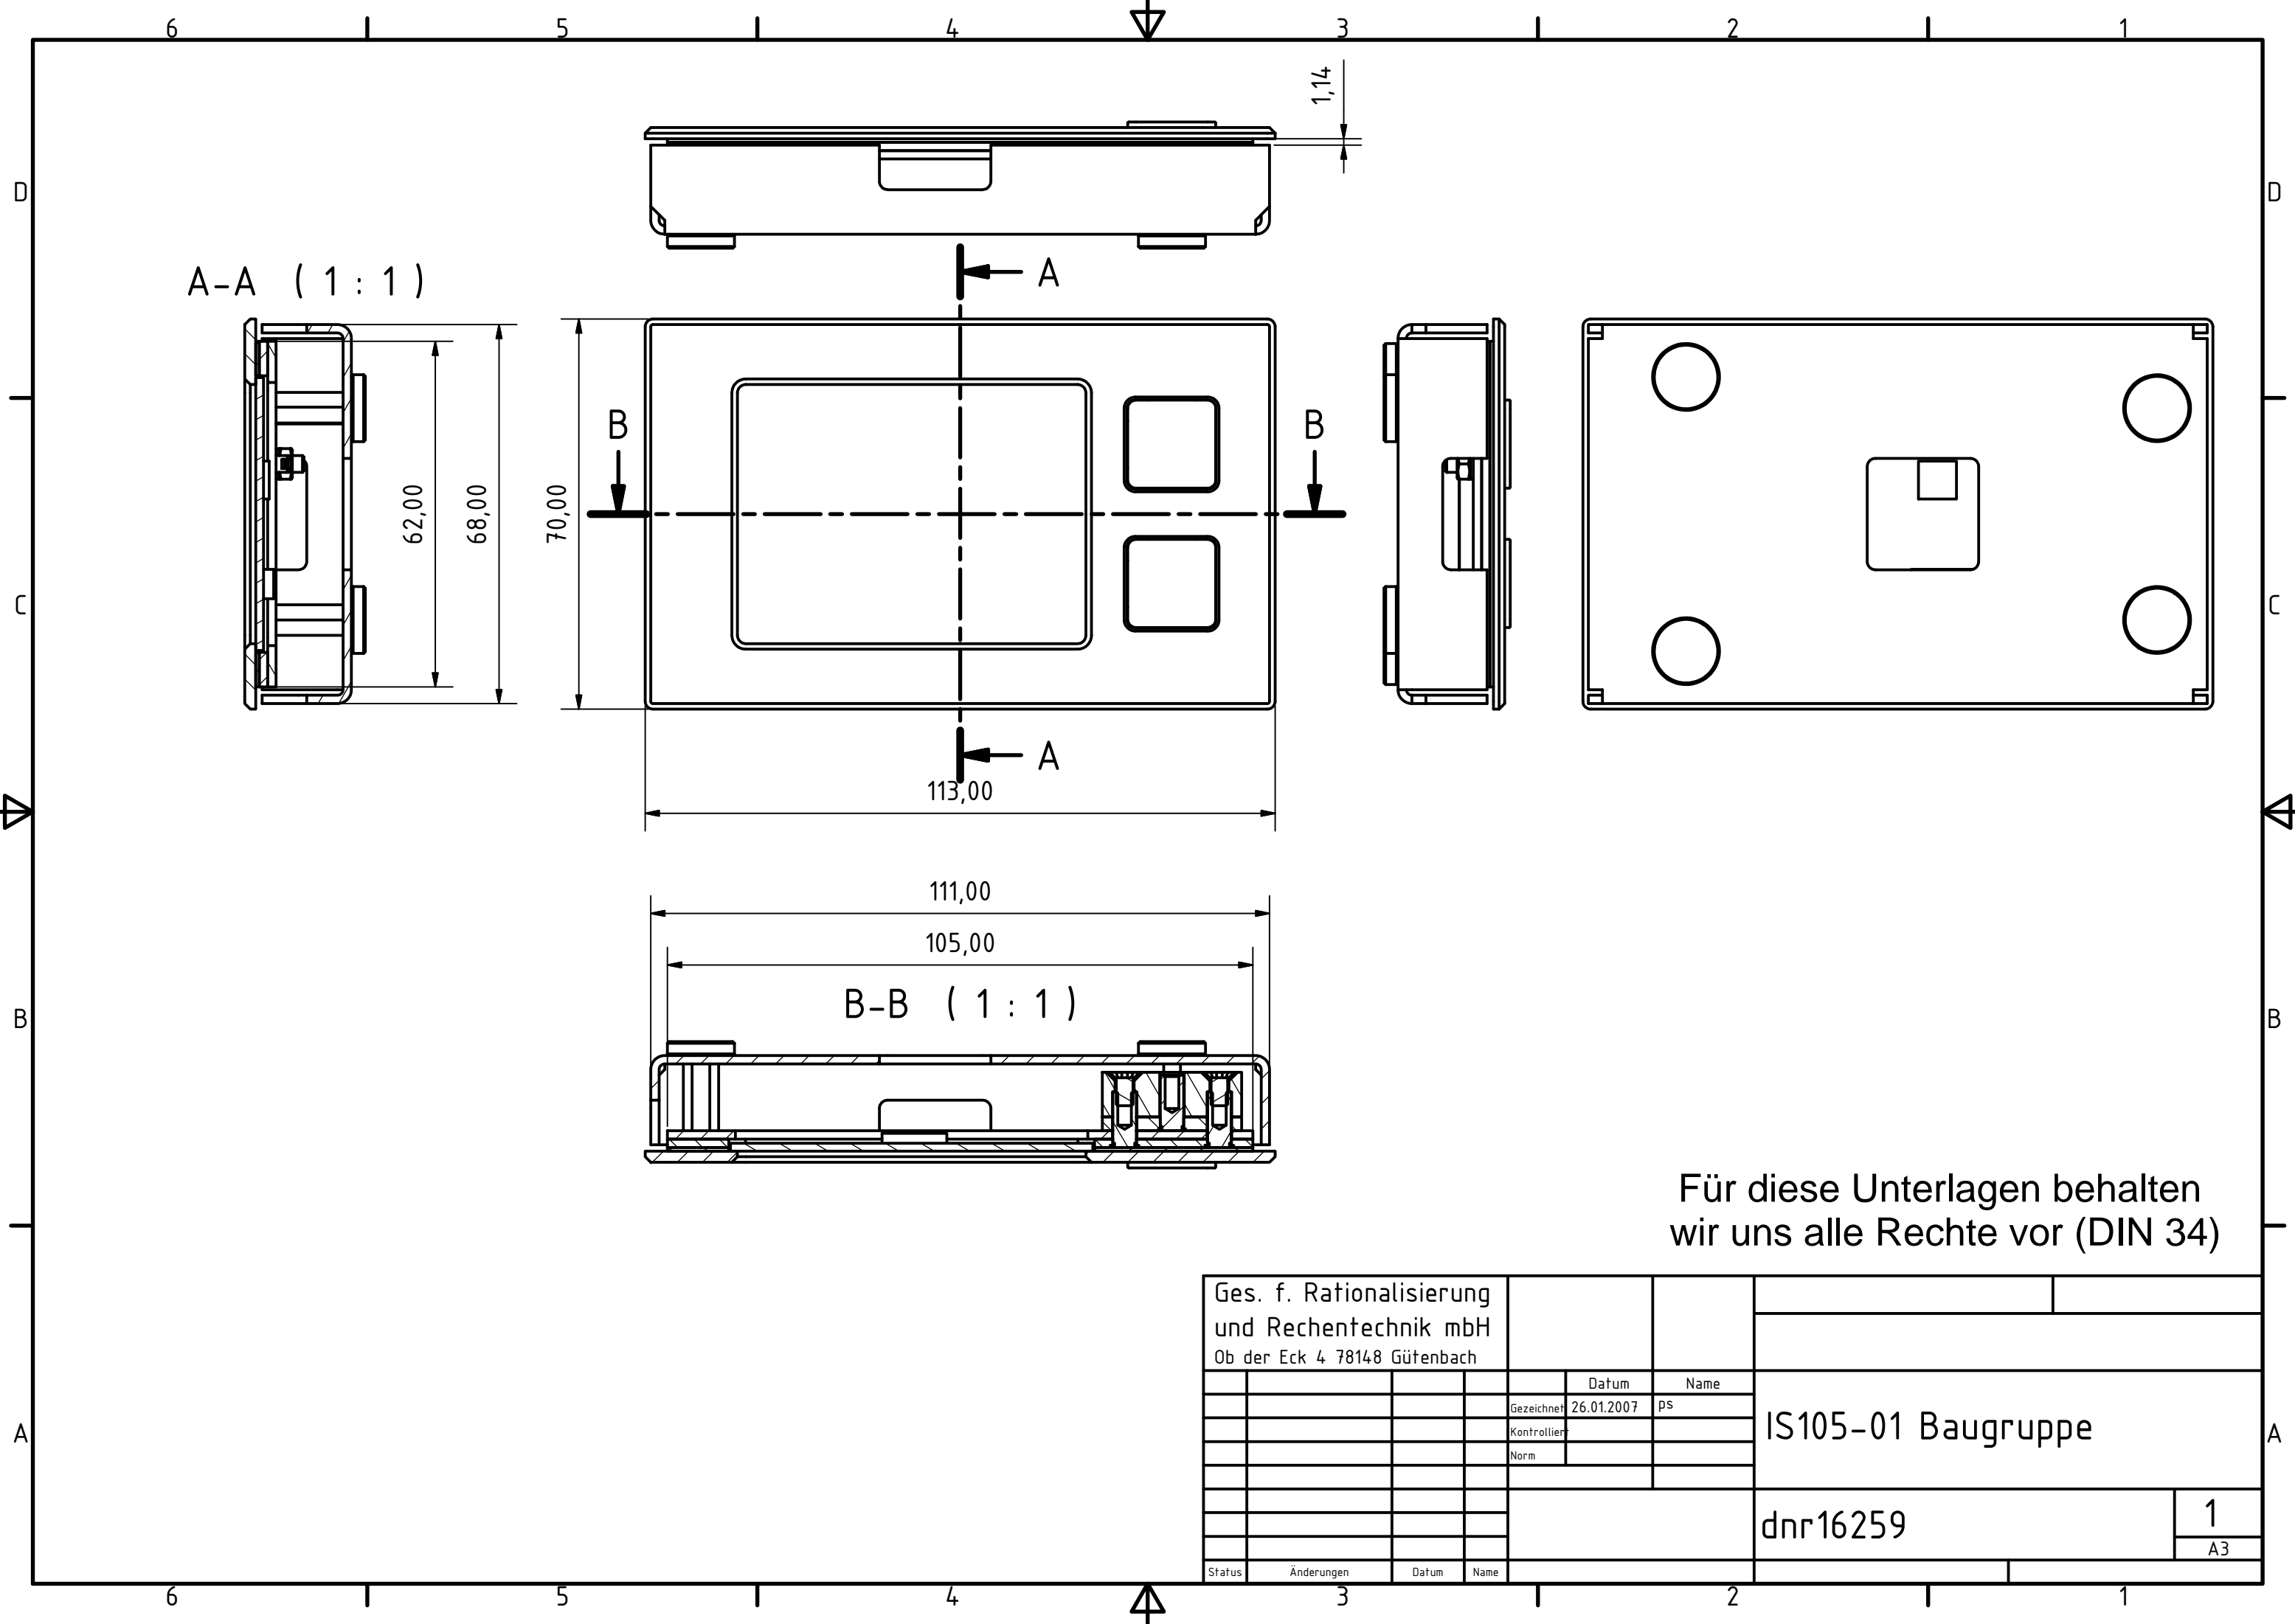 6 5 4 3 2 1
1,14
D D
A
A-A ( 1 : 1 )
B B
62,00 68,00 70,00
C C
A
113,00
111,00
105,00
B-B ( 1 : 1 )
B B
Für diese Unterlagen behalten
wir uns alle Rechte vor (DIN 34)
Ges. f. Rationalisierung
und Rechentechnik mbH
Ob der Eck 4 78148 Gütenbach
Datum Name
Gezeichnet 26.01.2007 ps
Kontrolliert
Norm
IS105-01 Baugruppe
A A
dnr16259
1
A3
Status Änderungen Datum Name
6 5 4 3 2 1